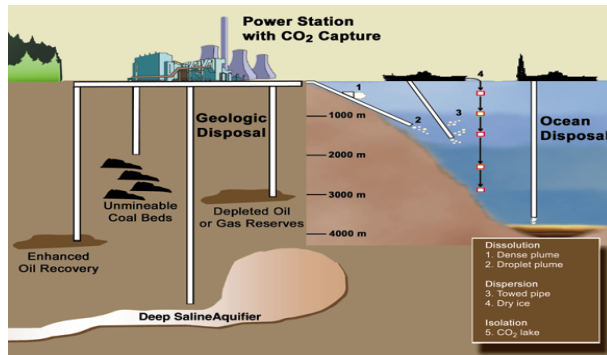 Power Station
with CO₂ Capture
4
1
Geologic
Disposal
1000 m
2
3
Ocean
Disposal
2000 m
Unmineable
Coal Beds
3000 m
Depleted Oil
or Gas Reserves
4000 m
Enhanced
Oil Recovery
Deep SalineAquifier
Dissolution
1. Dense plume
2. Droplet plume
Dispersion
3. Towed pipe
4. Dry ice
Isolation
5. CO₂ lake